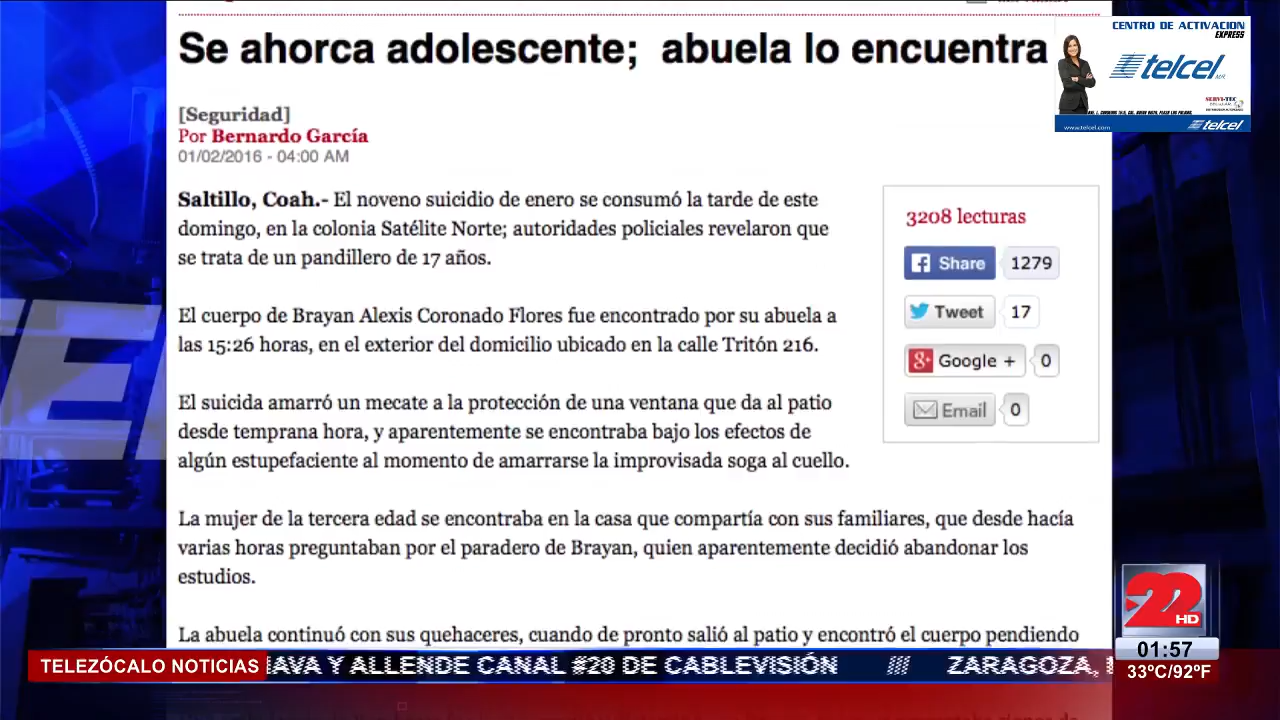 Se ahorca adolescente; abuela lo encuentra
[Seguridad]
Por Bernardo García
01/02/2016 - 04:00 AM
Saltillo, Coah.- El noveno suicidio de enero se consumó la tarde de este
domingo, en la colonia Satélite Norte; autoridades policiales revelaron que
se trata de un pandillero de 17 años.
El cuerpo de Brayan Alexis Coronado Flores fue encontrado por su abuela a
las 15:26 horas, en el exterior del domicilio ubicado en la calle Tritón 216.
El suicida amarró un mecate a la protección de una ventana que da al patio
desde temprana hora, y aparentemente se encontraba bajo los efectos de
algún estupefaciente al momento de amarrarse la improvisada soga al cuello.
La mujer de la tercera edad se encontraba en la casa que compartía con sus familiares, que desde hacía
varias horas preguntaban por el paradero de Brayan, quien aparentemente decidió abandonar los
estudios.
La abuela continuó con sus quehaceres, cuando de pronto salió al patio y encontró el cuerpo pendiendo
3208 lecturas
Share 1279
Tweet 17
Google + 0
Email 0
CENTRO DE ACTIVACION
EXPRESS
telcel
www.telcel.com
telcel
22
HD
01:57
33ºC/92ºF
TELEZÓCALO NOTICIAS
NAVA Y ALLENDE CANAL #20 DE CABLEVISIÓN /// ZARAGOZA,